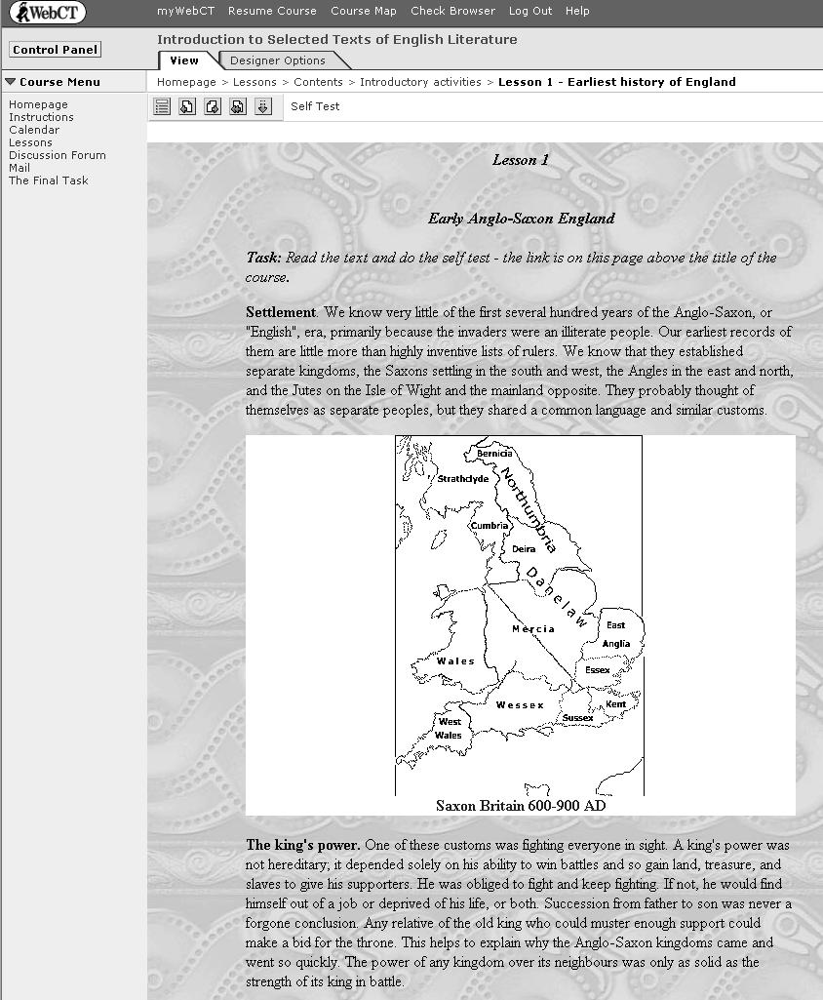 WebCT
myWebCT Resume Course Course Map Check Browser Log Out Help
Control Panel
Introduction to Selected Texts of English Literature
View Designer Options
Course Menu
Homepage > Lessons > Contents > Introductory activities > Lesson 1 - Earliest history of England
Homepage
Instructions
Calendar
Lessons
Discussion Forum
Mail
The Final Task
Self Test
Lesson 1
Early Anglo-Saxon England
Task: Read the text and do the self test - the link is on this page above the title of the
course.
Settlement. We know very little of the first several hundred years of the Anglo-Saxon, or
"English", era, primarily because the invaders were an illiterate people. Our earliest records of
them are little more than highly inventive lists of rulers. We know that they established
separate kingdoms, the Saxons settling in the south and west, the Angles in the east and north,
and the Jutes on the Isle of Wight and the mainland opposite. They probably thought of
themselves as separate peoples, but they shared a common language and similar customs.
Bernicia
Strathclyde
Northumbria
Cumbria
Deira
Danelaw
Mercia
East
Anglia
Wales
Essex
Wessex
Kent
Sussex
West
Wales
Saxon Britain 600-900 AD
The king's power. One of these customs was fighting everyone in sight. A king's power was
not hereditary; it depended solely on his ability to win battles and so gain land, treasure, and
slaves to give his supporters. He was obliged to fight and keep fighting. If not, he would find
himself out of a job or deprived of his life, or both. Succession from father to son was never a
forgone conclusion. Any relative of the old king who could muster enough support could
make a bid for the throne. This helps to explain why the Anglo-Saxon kingdoms came and
went so quickly. The power of any kingdom over its neighbours was only as solid as the
strength of its king in battle.